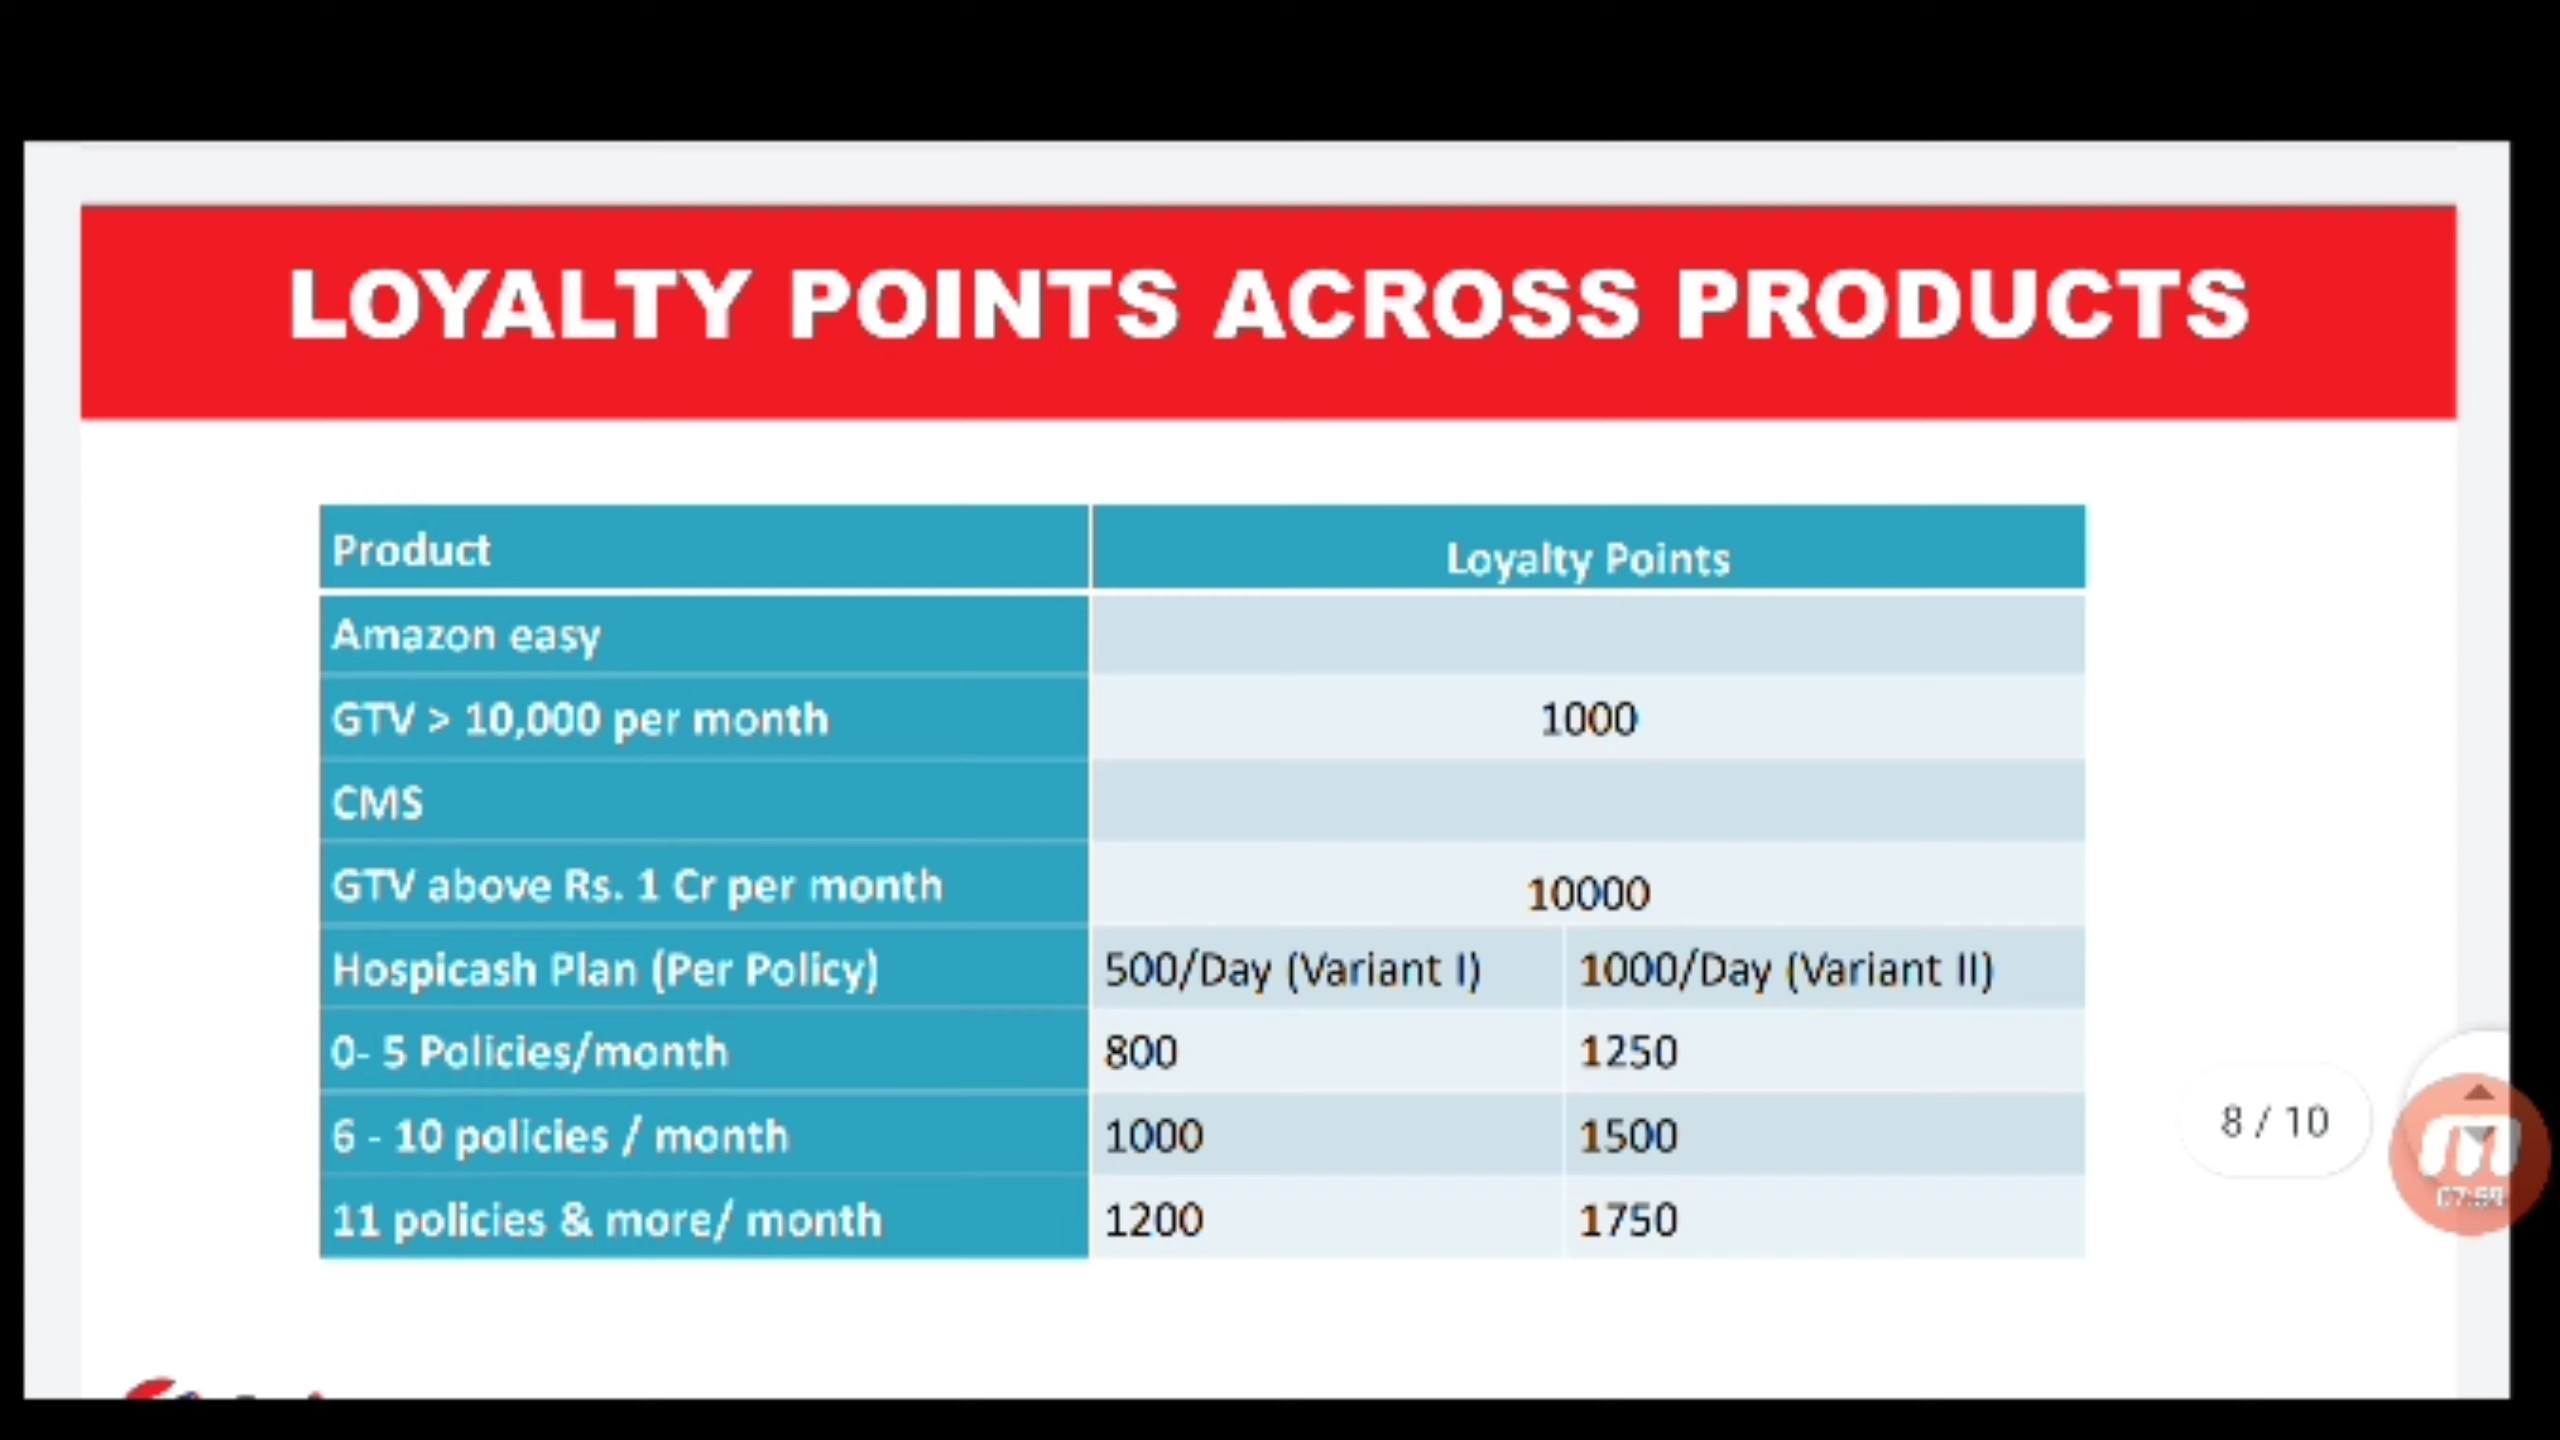 LOYALTY POINTS ACROSS PRODUCTS
Product Loyalty Points
Amazon easy
GTV > 10,000 per month 1000
CMS
GTV above Rs. 1 Cr per month 10000
Hospicash Plan (Per Policy) 500/Day (Variant I) 1000/Day (Variant II)
0- 5 Policies/month 800 1250
6 - 10 policies / month 1000 1500
11 policies & more/ month 1200 1750
8 / 10